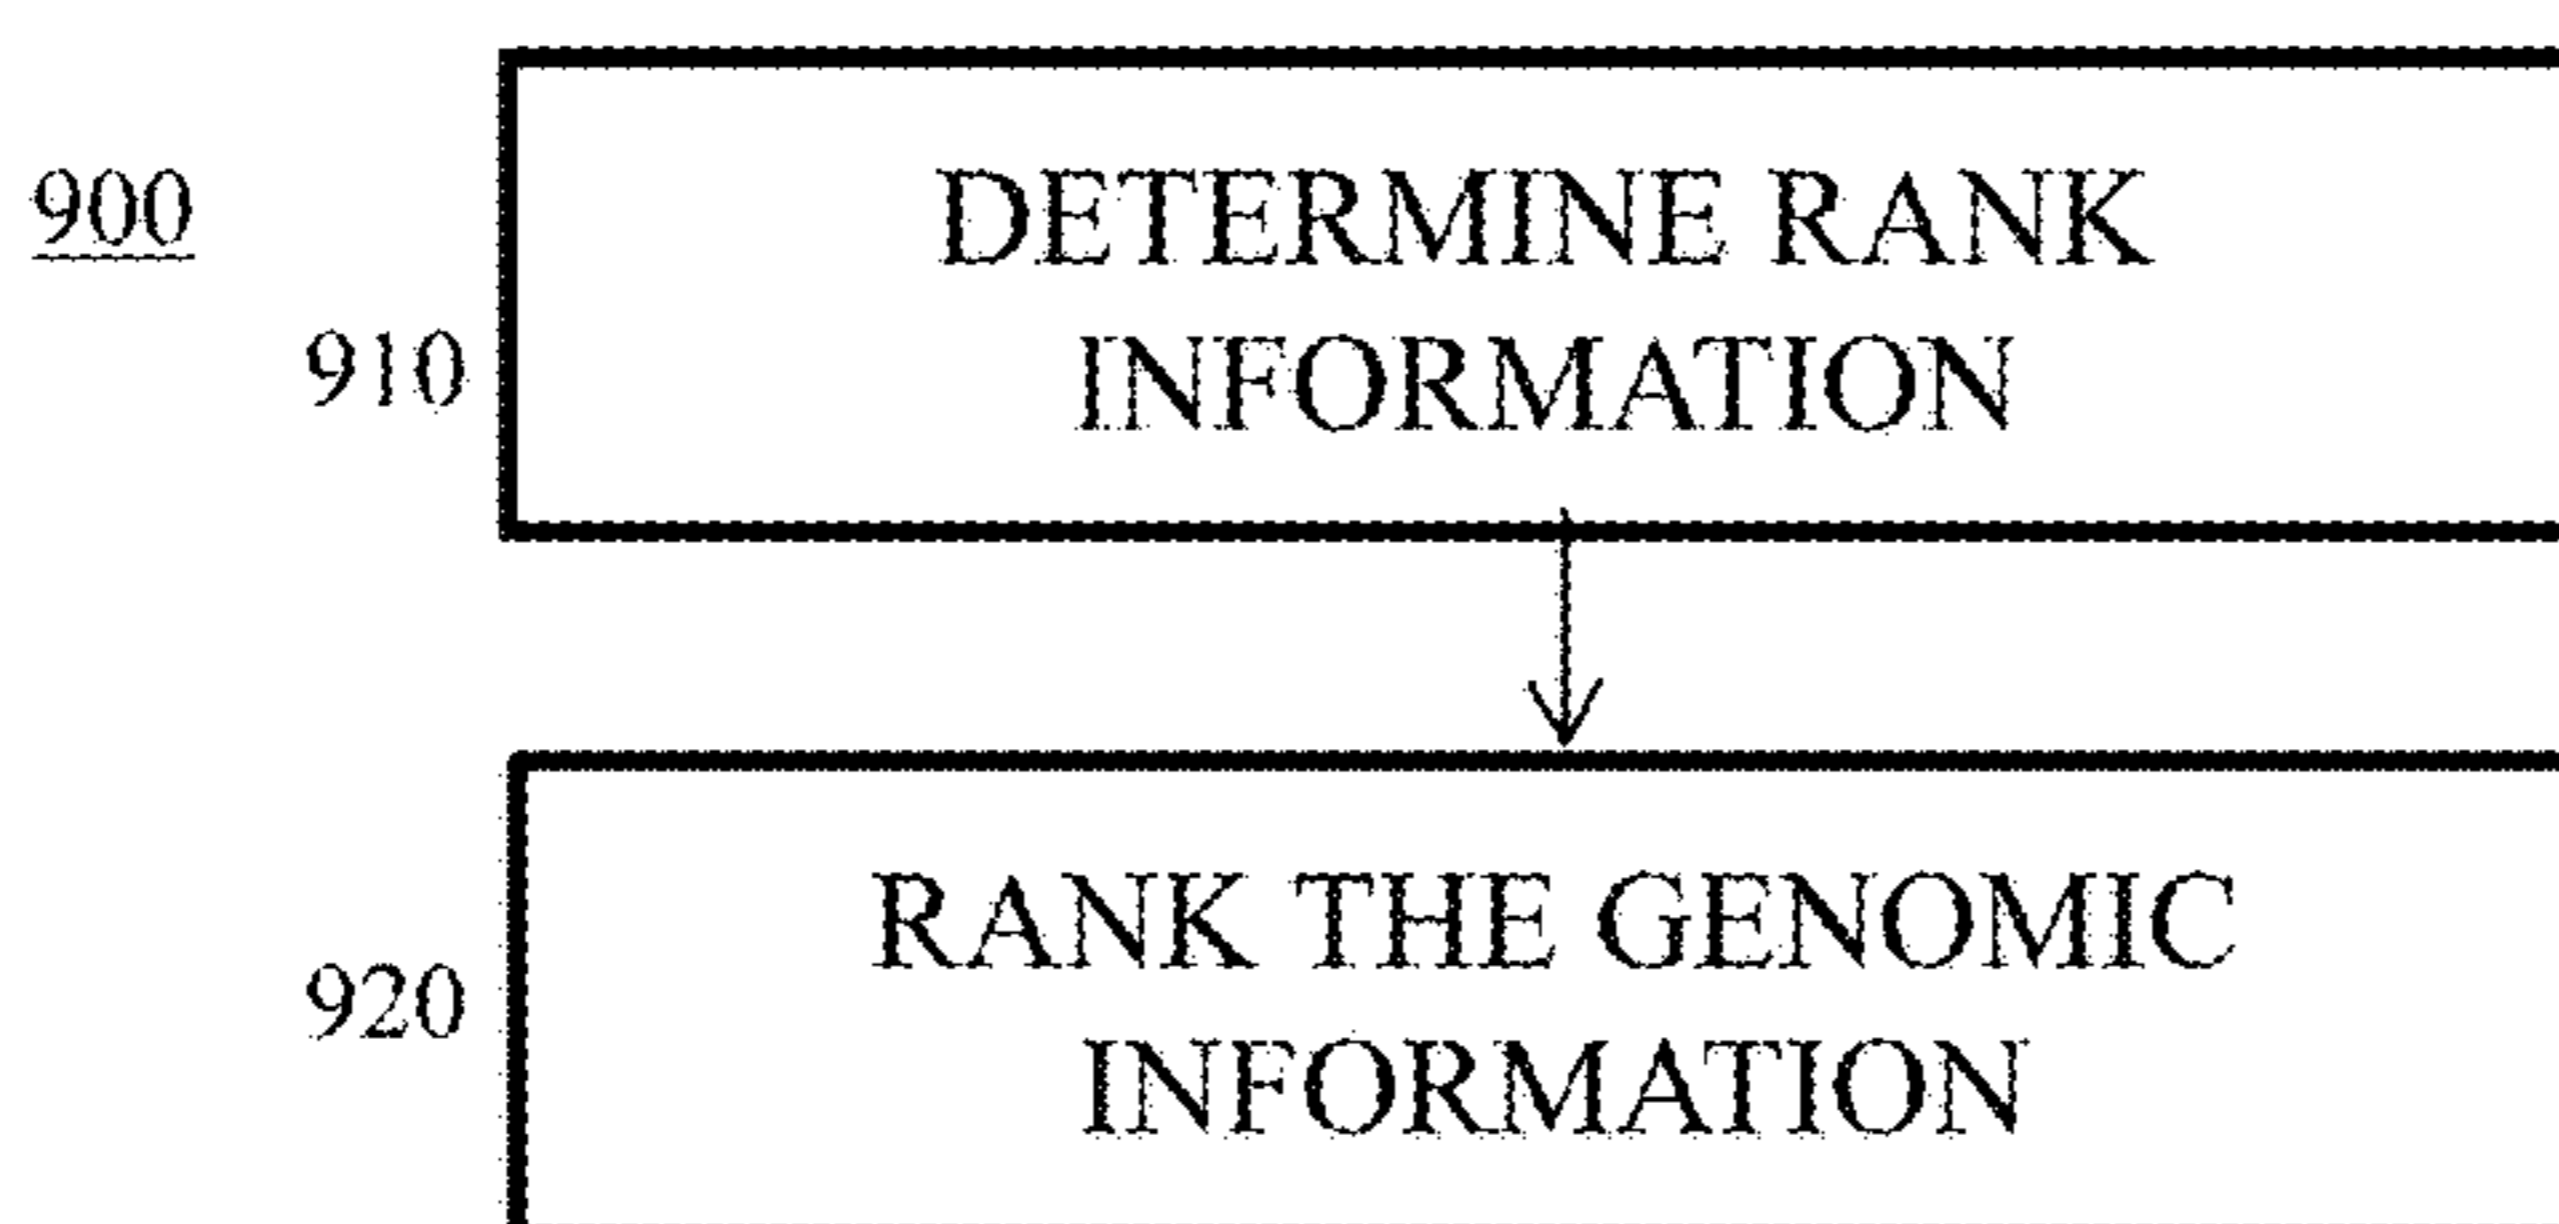 900
DETERMINE RANK
910
INFORMATION
RANK THE GENOMIC
920
INFORMATION